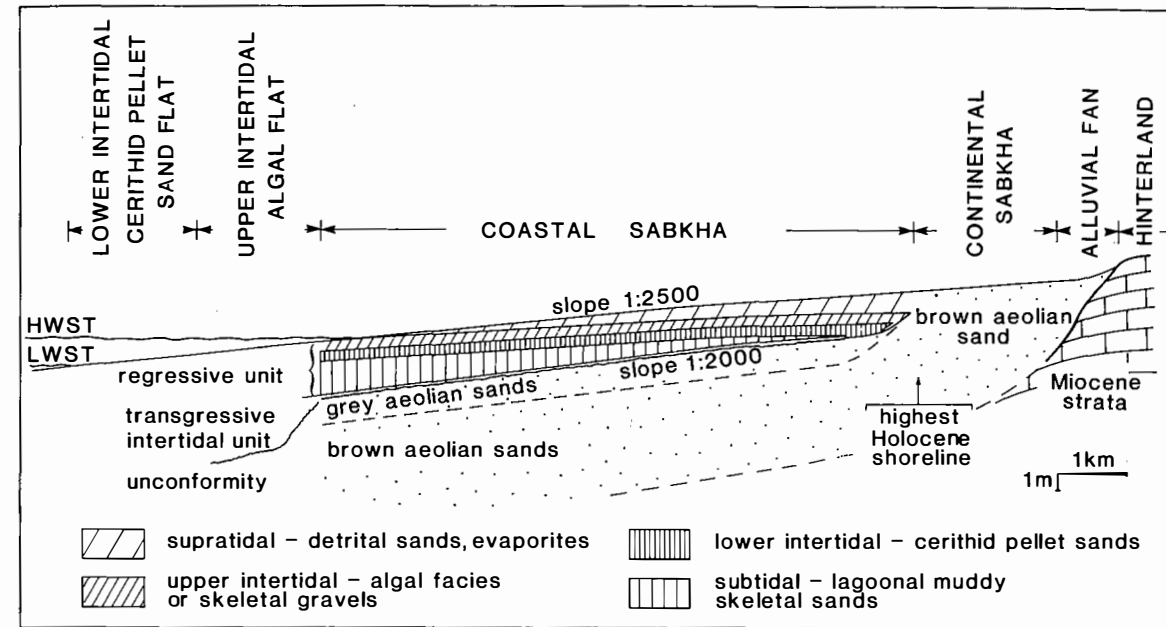 LOWER INTERTIDAL
CERITHID PELLET
SAND FLAT
UPPER INTERTIDAL
ALGAL FLAT
COASTAL SABKHA
CONTINENTAL
SABKHA
ALLUVIAL FAN
HINTERLAND
HWST
LWST
slope 1:2500
brown aeolian
sand
regressive unit
slope 1:2000
grey aeolian sands
transgressive
intertidal unit
brown aeolian sands
unconformity
highest
Holocene
shoreline
Miocene
strata
1km
1m
supratidal – detrital sands, evaporites
upper intertidal – algal facies
or skeletal gravels
lower intertidal – cerithid pellet sands
subtidal – lagoonal muddy
skeletal sands